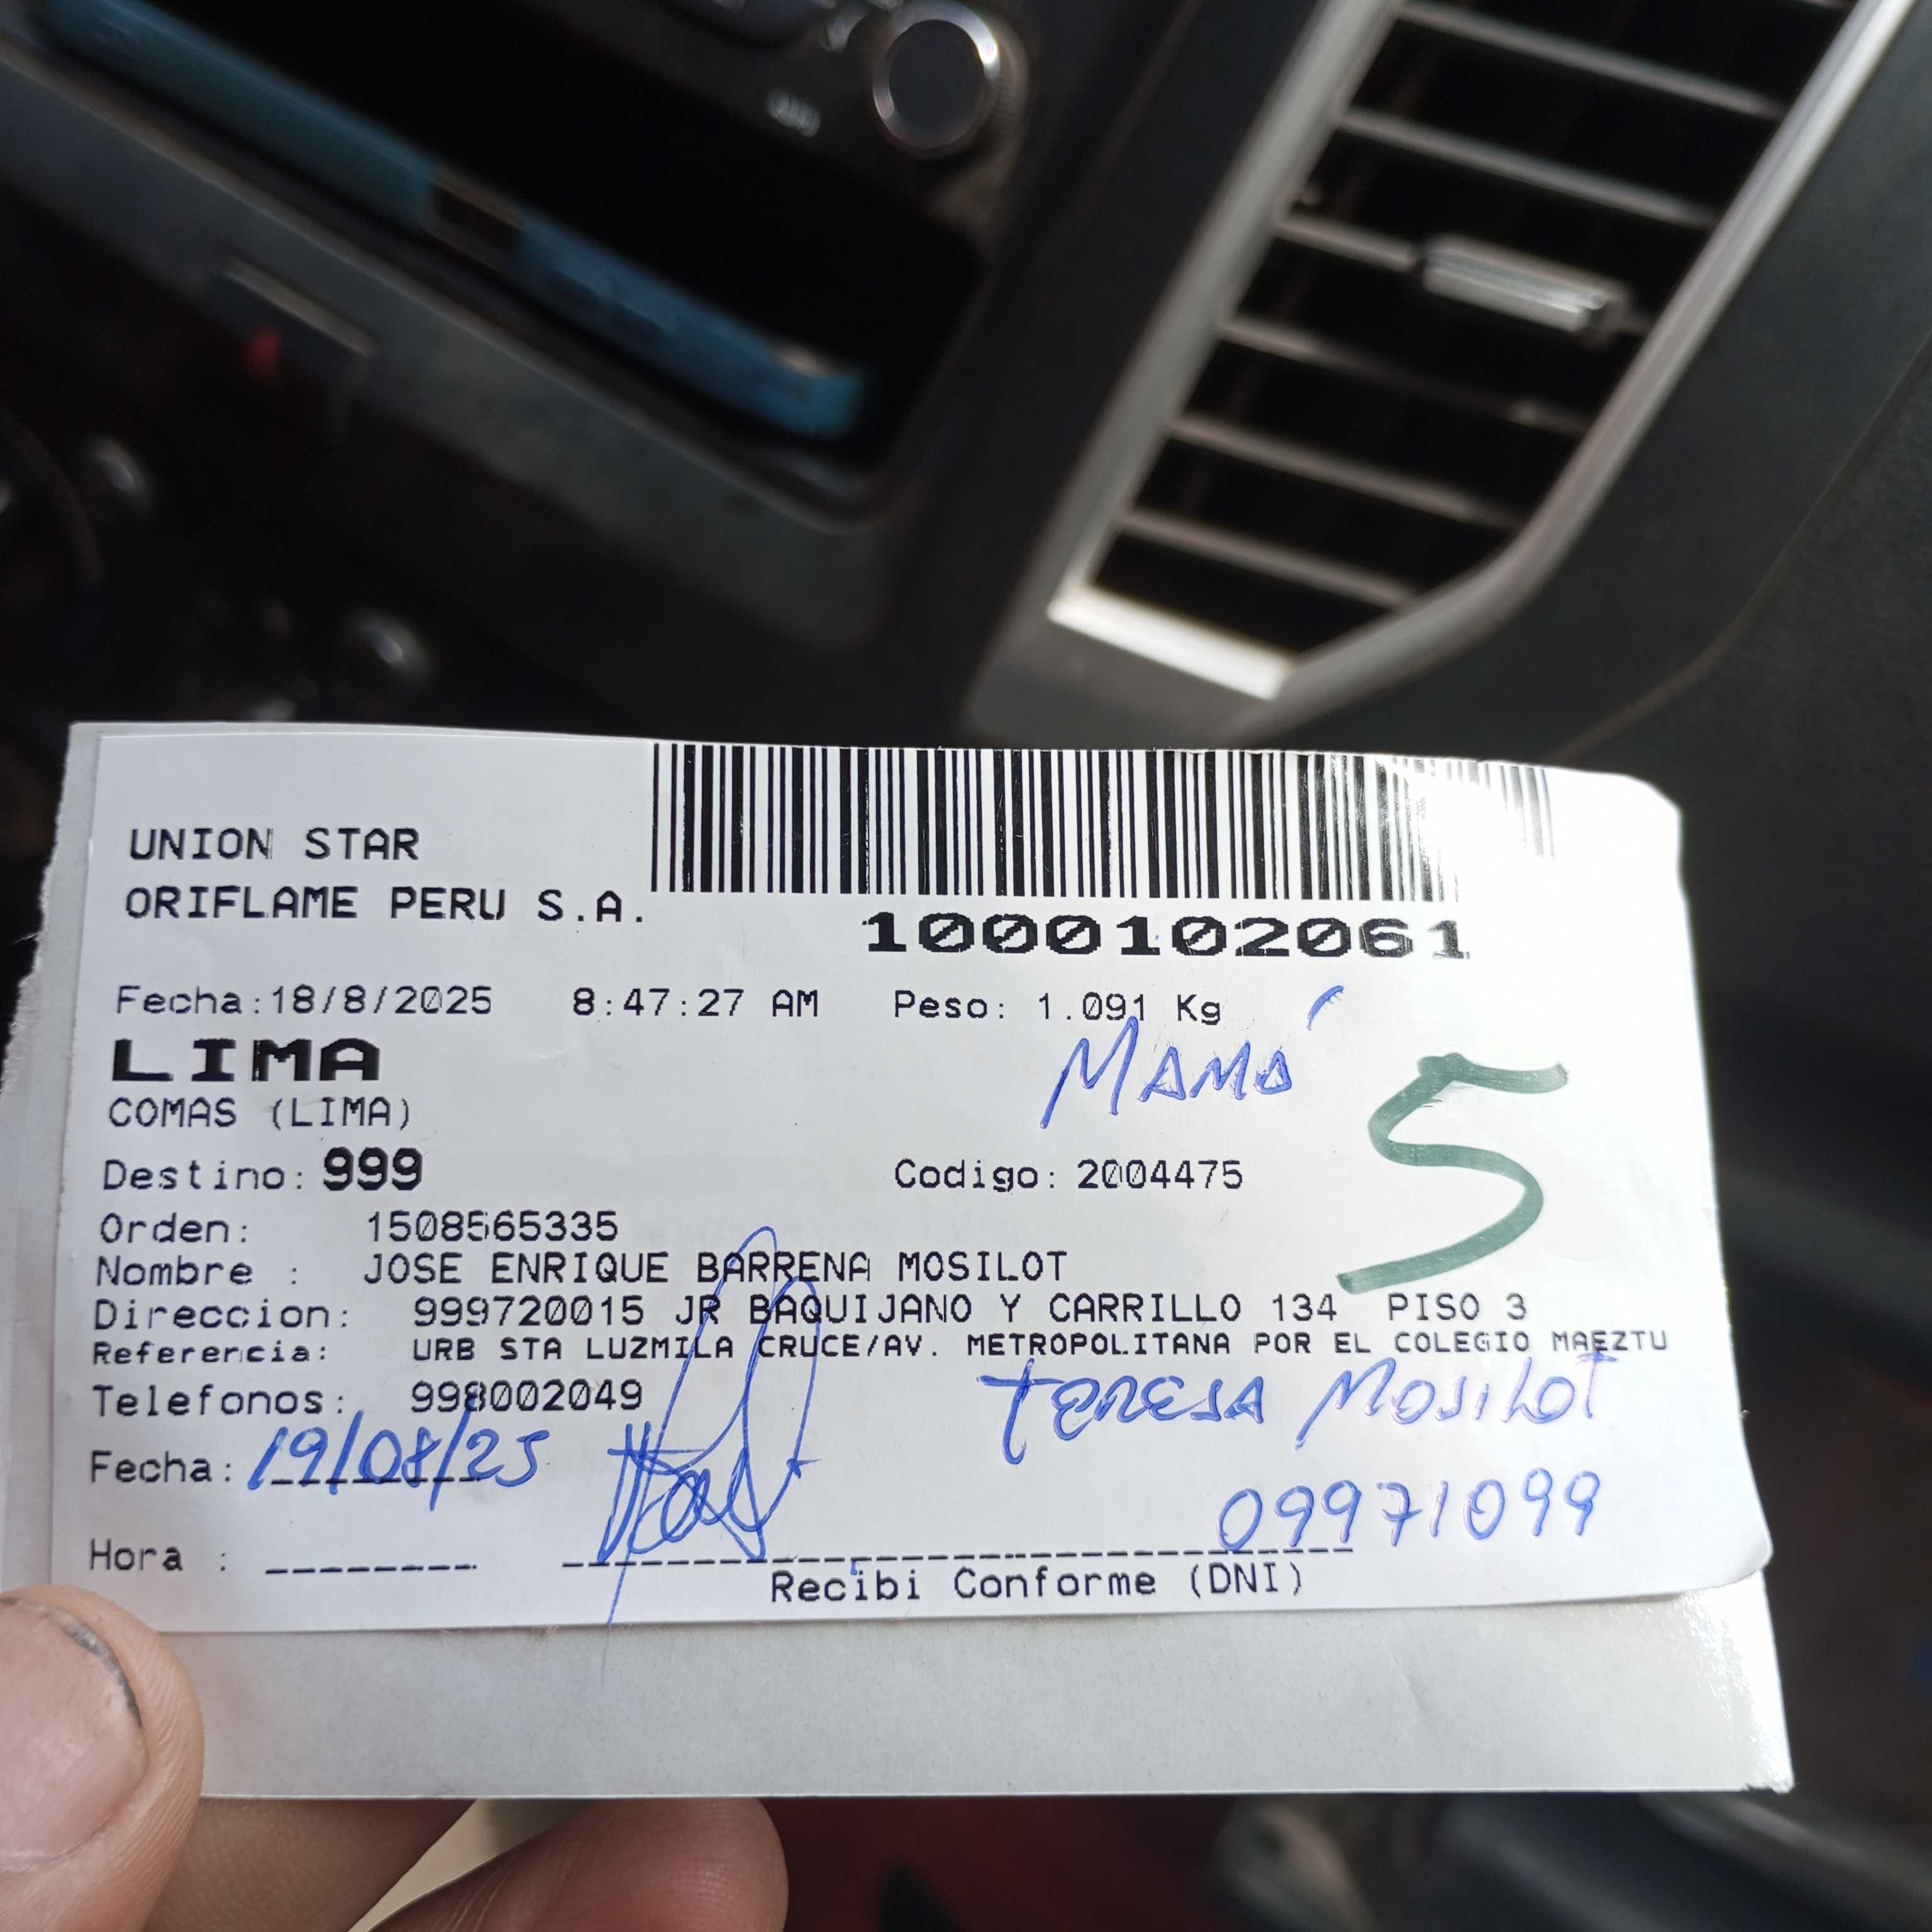 UNION STAR
ORIFLAME PERU S.A.
1000102061
Fecha:18/8/2025 8:47:27 AM Peso: 1.091 Kg
LIMA
MAMÁ
5
COMAS (LIMA)
Destino: 999 Codigo: 2004475
Orden: 1508565335
Nombre : JOSE ENRIQUE BARRENA MOSILOT
Direccion: 999720015 JR BAQUIJANO Y CARRILLO 134 PISO 3
Referencia: URB STA LUZMILA CRUCE/AV. METROPOLITANA POR EL COLEGIO MAEZTU
Telefonos: 998002049
TERESA MOSILOT
Fecha: 19/08/25
09971099
Hora : --------
Recibi Conforme (DNI)